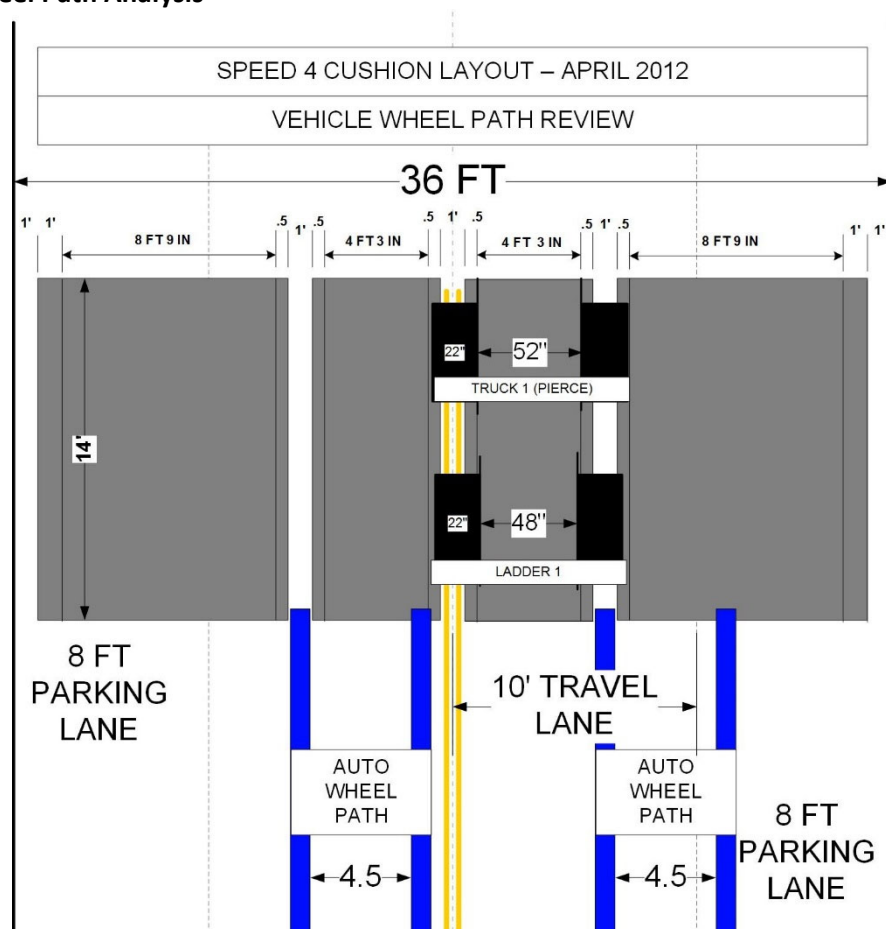 SPEED 4 CUSHION LAYOUT – APRIL 2012
VEHICLE WHEEL PATH REVIEW
36 FT
1' 1' 8 FT 9 IN .5 1' .5 4 FT 3 IN .5 1' .5 4 FT 3 IN .5 1' .5 8 FT 9 IN 1' 1'
22" 52"
TRUCK 1 (PIERCE)
14'
22" 48"
LADDER 1
8 FT
PARKING
LANE
10' TRAVEL
LANE
AUTO
WHEEL
PATH
4.5
AUTO
WHEEL
PATH
4.5
8 FT
PARKING
LANE